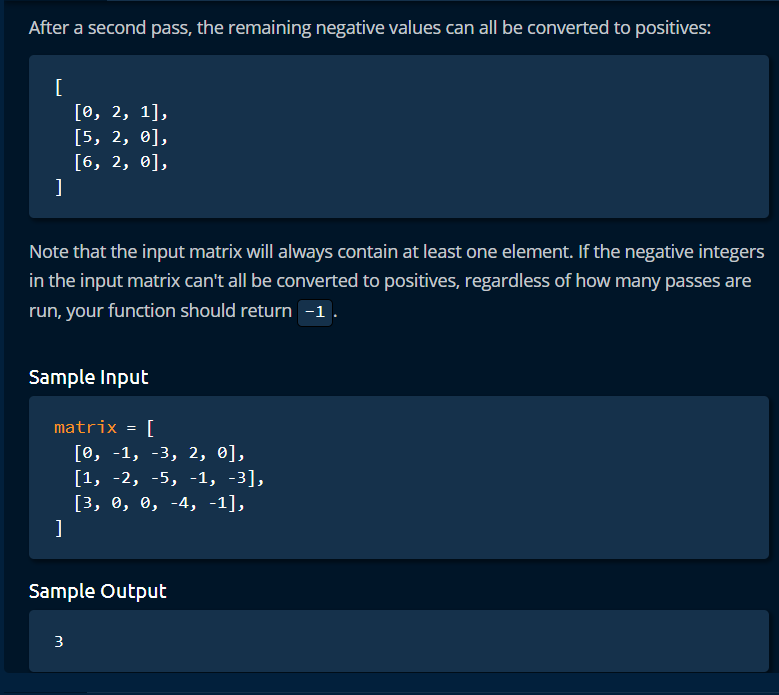 After a second pass, the remaining negative values can all be converted to positives:
[
[0, 2, 1],
[5, 2, 0],
[6, 2, 0],
]
Note that the input matrix will always contain at least one element. If the negative integers
in the input matrix can't all be converted to positives, regardless of how many passes are
run, your function should return -1.
Sample Input
matrix = [
[0, -1, -3, 2, 0],
[1, -2, -5, -1, -3],
[3, 0, 0, -4, -1],
]
Sample Output
3